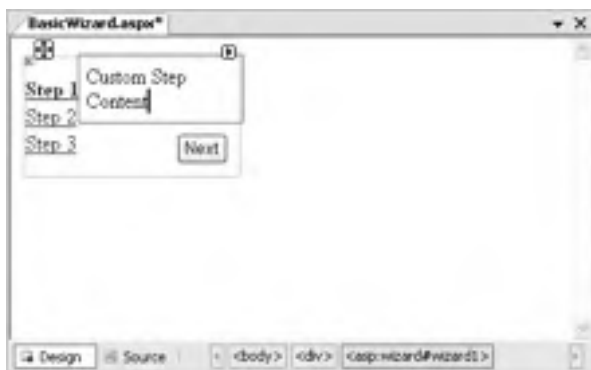 BasicWizard.aspx*
Custom Step
Content
Step 1
Step 2
Step 3
Next
Design Source <body> <div> <asp:wizard#wizard1>